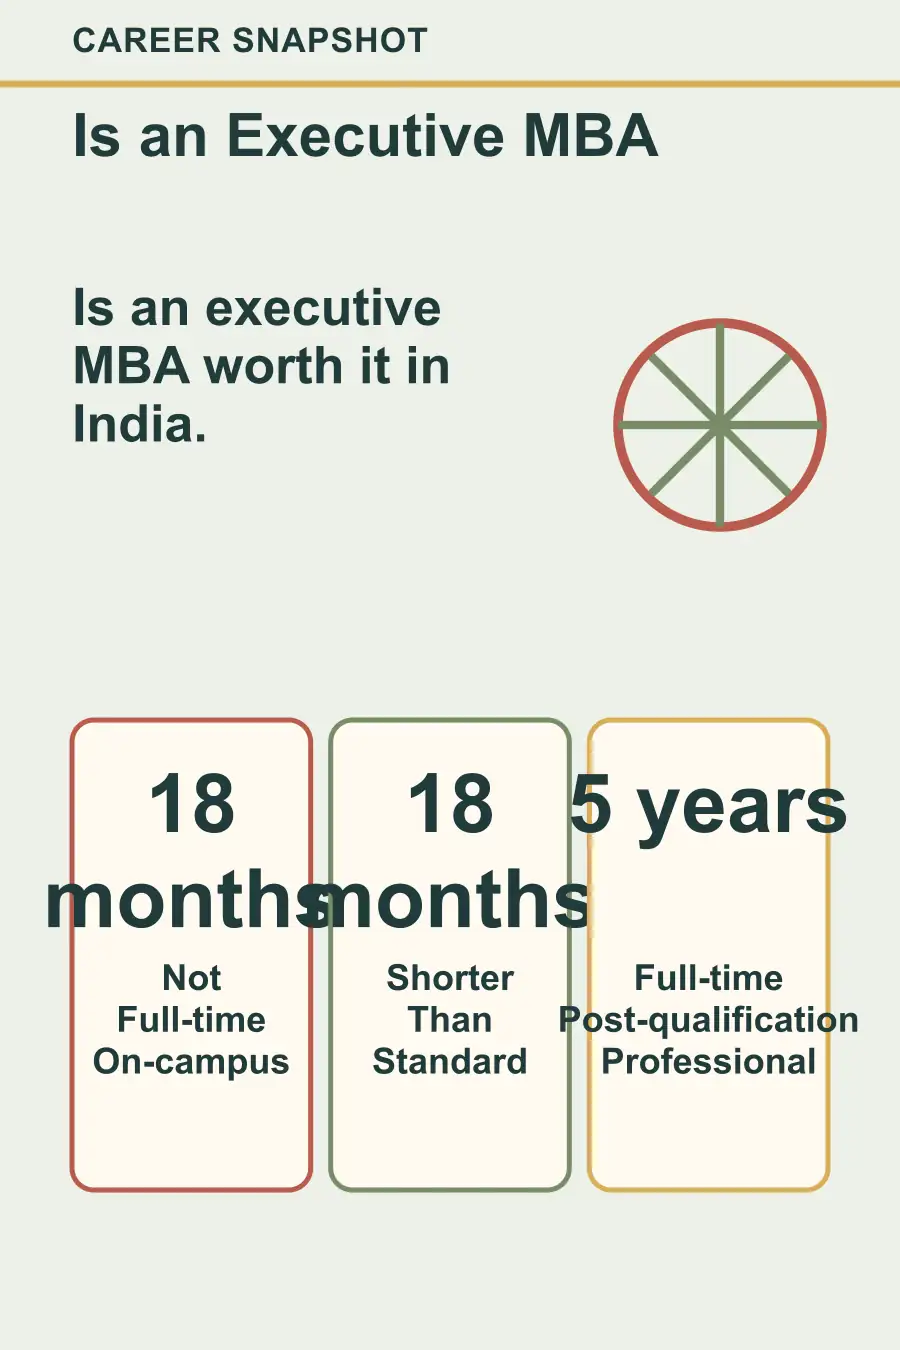 CAREER SNAPSHOT
Is an Executive MBA
Is an executive
MBA worth it in
India.
18
months
Not
Full-time
On-campus
18
months
Shorter
Than
Standard
5 years
Full-time
Post-qualification
Professional